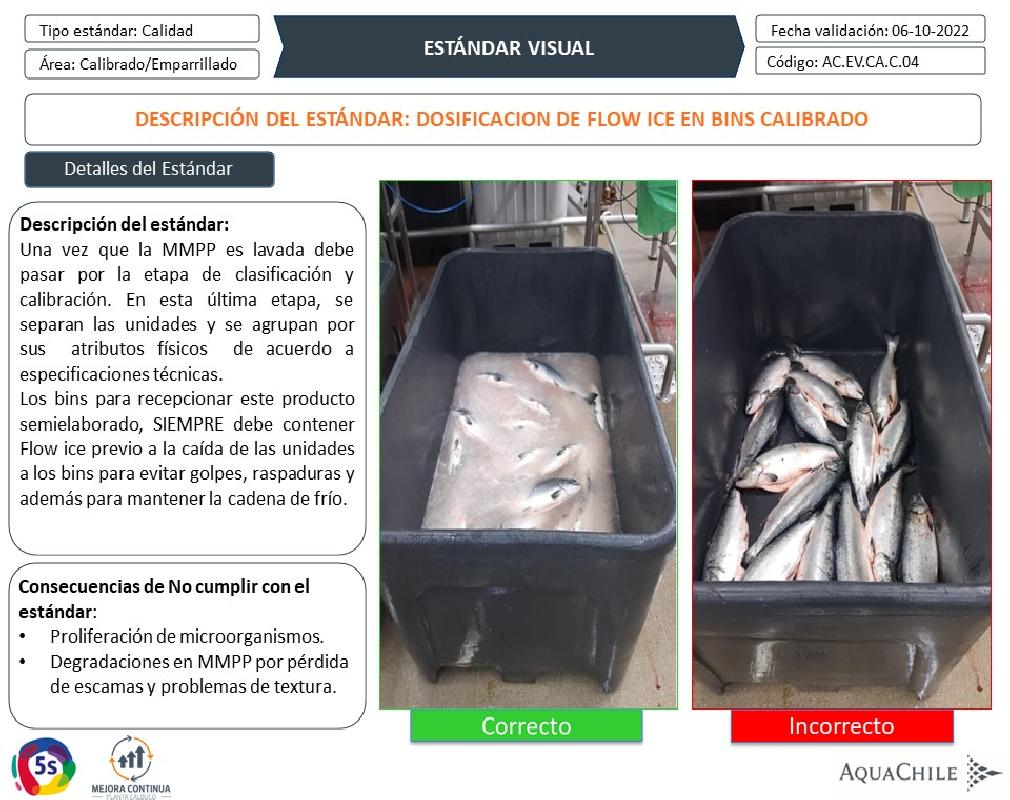 Tipo estándar: Calidad
Área: Calibrado/Emparrillado
ESTÁNDAR VISUAL
Fecha validación: 06-10-2022
Código: AC.EV.CA.C.04
DESCRIPCIÓN DEL ESTÁNDAR: DOSIFICACION DE FLOW ICE EN BINS CALIBRADO
Detalles del Estándar
Descripción del estándar:
Una vez que la MMPP es lavada debe
pasar por la etapa de clasificación y
calibración. En esta última etapa, se
separan las unidades y se agrupan por
sus atributos físicos de acuerdo a
especificaciones técnicas.
Los bins para recepcionar este producto
semielaborado, SIEMPRE debe contener
Flow ice previo a la caída de las unidades
a los bins para evitar golpes, raspaduras y
además para mantener la cadena de frío.
Consecuencias de No cumplir con el
estándar:
• Proliferación de microorganismos.
• Degradaciones en MMPP por pérdida
de escamas y problemas de textura.
Correcto
Incorrecto
5s
MEJORA CONTINUA
PLANTA CALBUCO
AQUACHILE